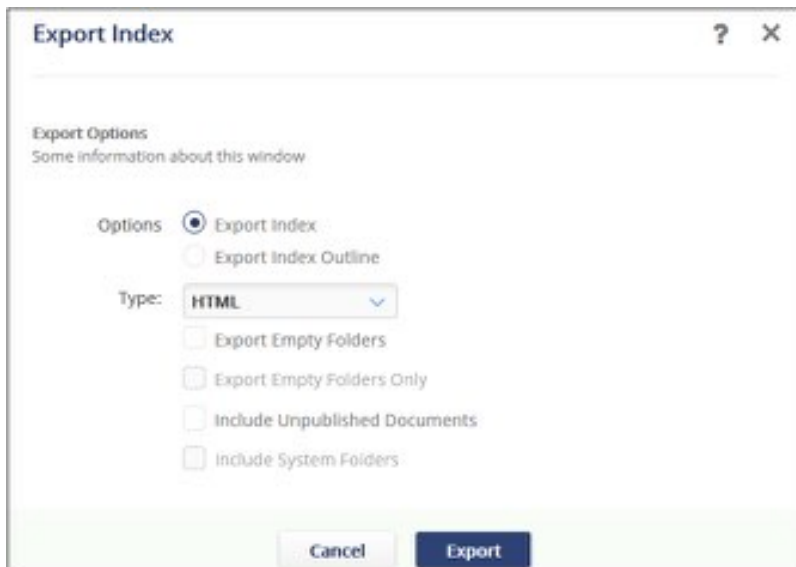 Export Index
?
Export Options
Some information about this window
Options Export Index
Export Index Outline
Type: HTML
Export Empty Folders
Export Empty Folders Only
Include Unpublished Documents
Include System Folders
Cancel Export